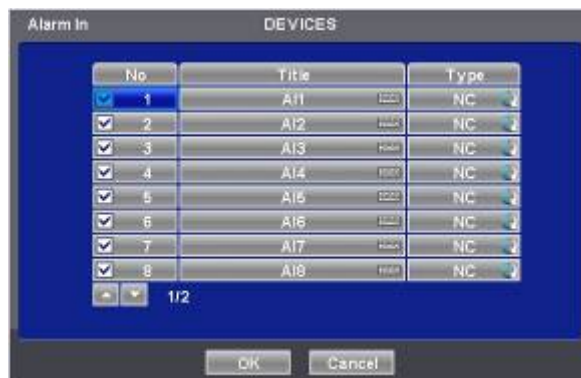 Alarm In DEVICES
No Title Type
1 AI1 NC
2 AI2 NC
3 AI3 NC
4 AI4 NC
5 AI5 NC
6 AI6 NC
7 AI7 NC
8 AI8 NC
1/2
OK Cancel